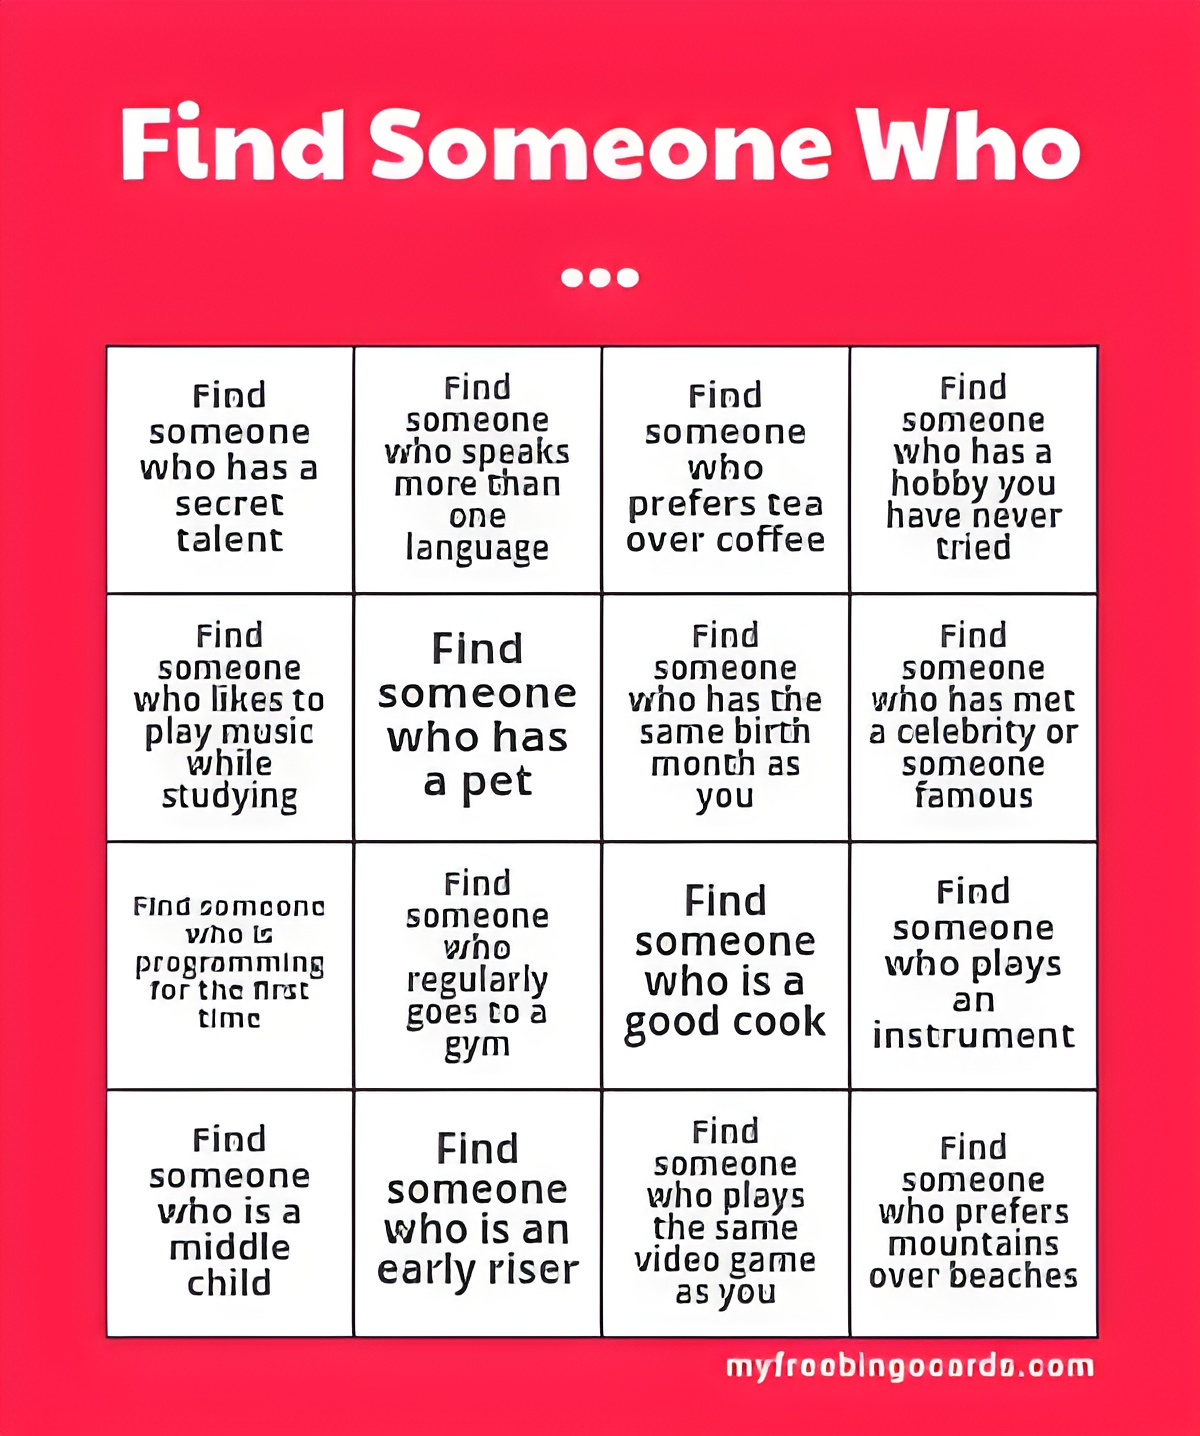 Find Someone Who
...
Find
someone
who has a
secret
talent
Find
someone
who speaks
more than
one
language
Find
someone
who
prefers tea
over coffee
Find
someone
who has a
hobby you
have never
tried
Find
someone
who likes to
play music
while
studying
Find
someone
who has
a pet
Find
someone
who has the
same birth
month as
you
Find
someone
who has met
a celebrity or
someone
famous
Find someone
who is
programming
for the first
time
Find
someone
who
regularly
goes to a
gym
Find
someone
who is a
good cook
Find
someone
who plays
an
instrument
Find
someone
who is a
middle
child
Find
someone
who is an
early riser
Find
someone
who plays
the same
video game
as you
Find
someone
who prefers
mountains
over beaches
myfreebingocards.com